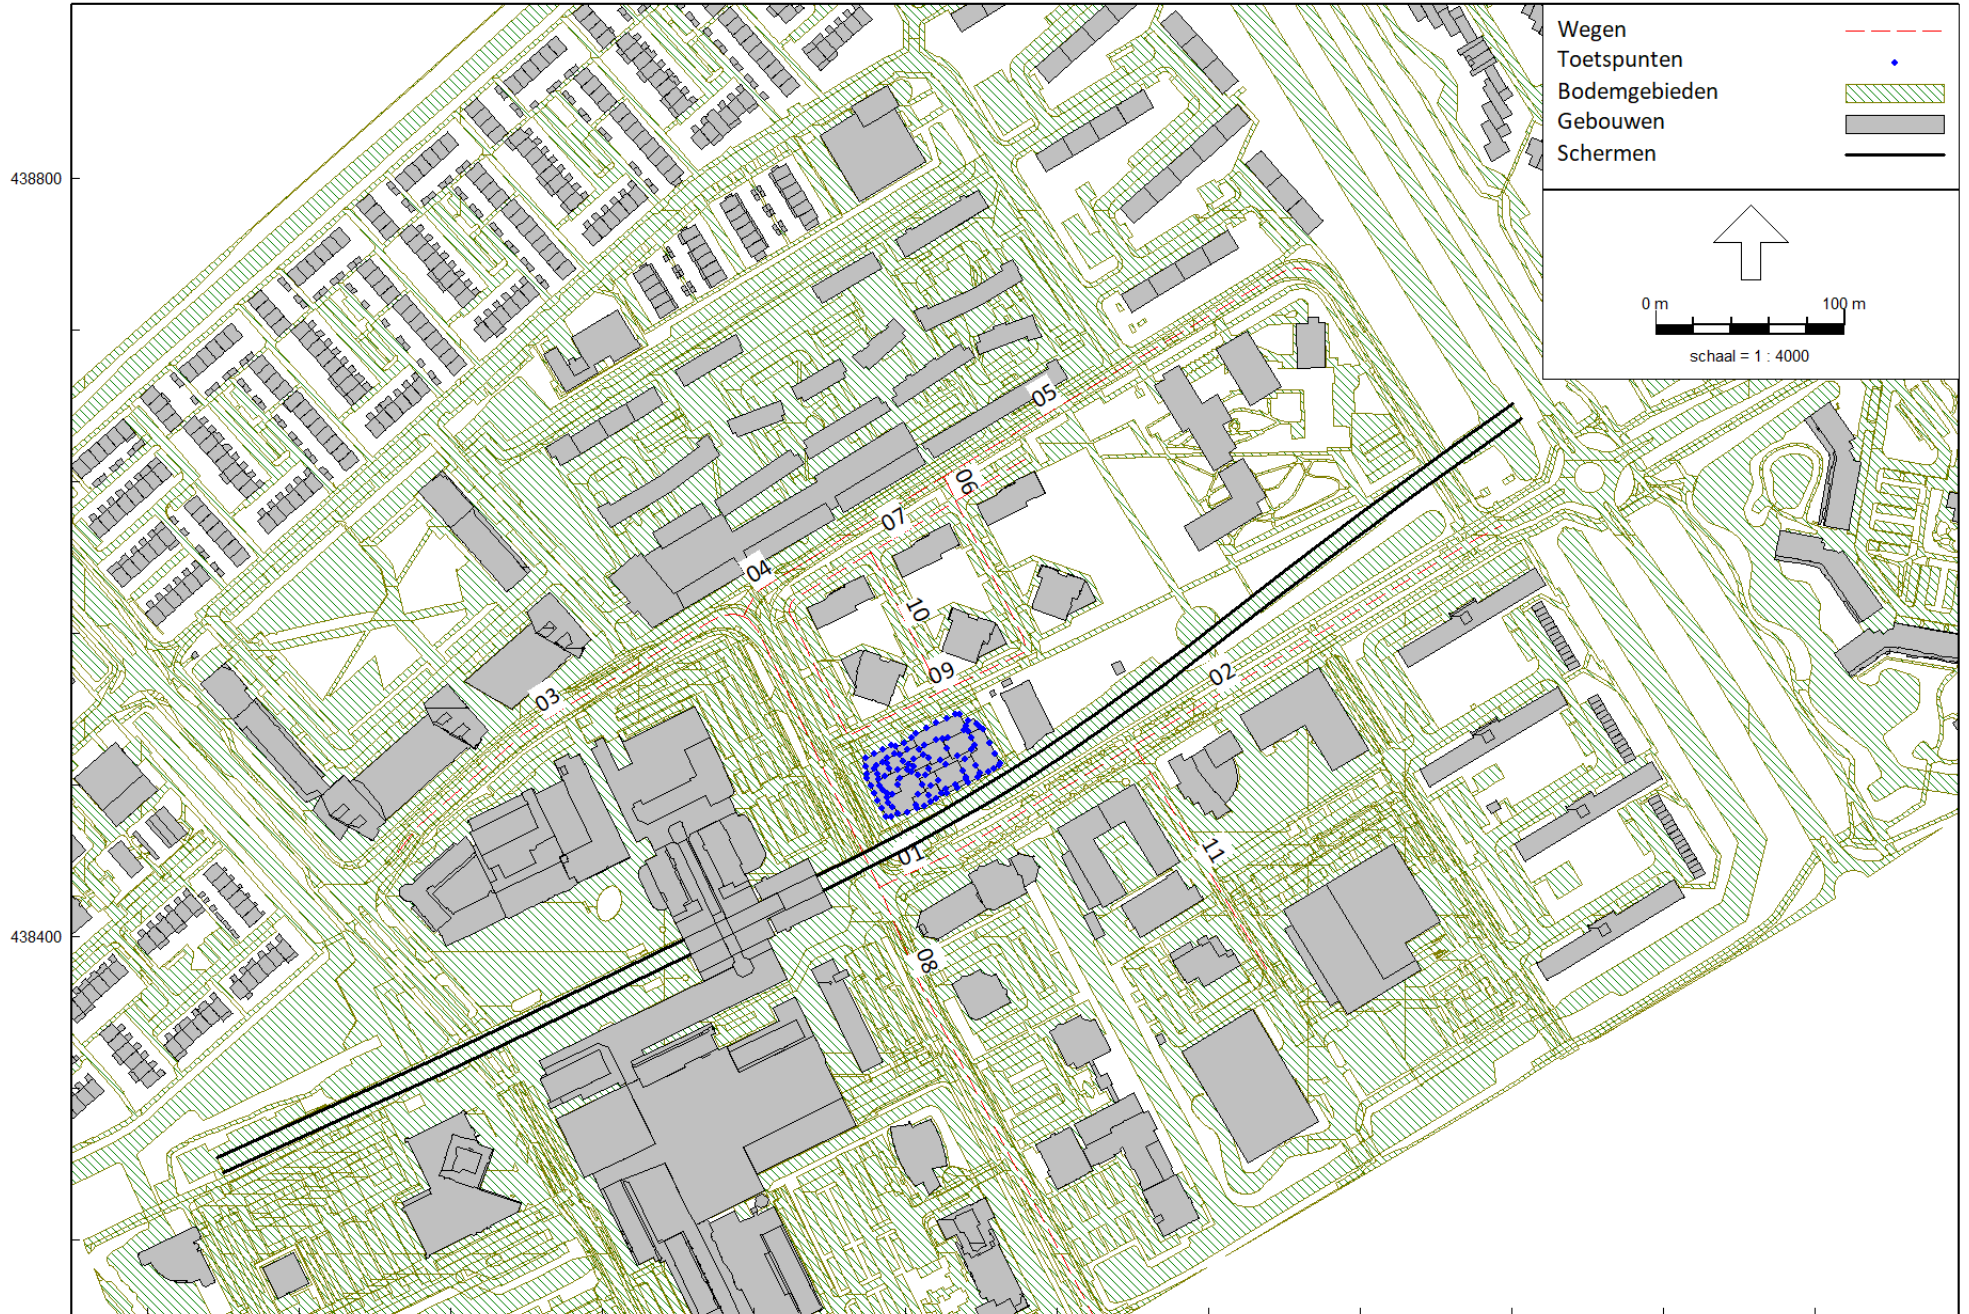 Wegen
Toetspunten
Bodemgebieden
Gebouwen
Schermen
0 m 100 m
schaal = 1 : 4000
438800
05
06
07
04
10
09
03
02
01
11
438400
08